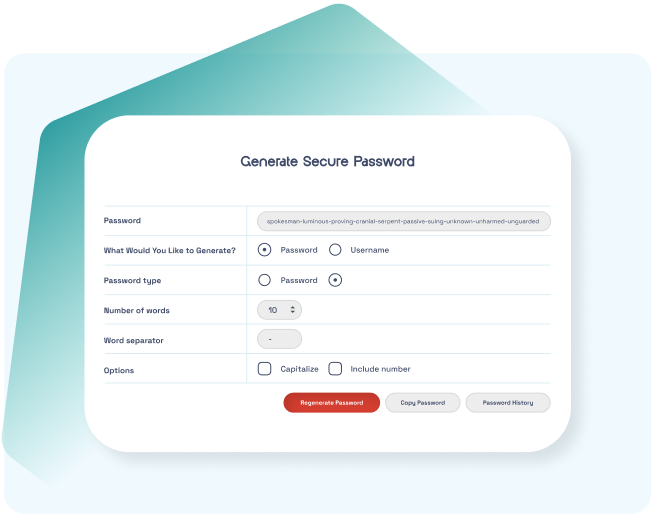 Generate Secure Password
Password spokesman-luminous-proving-cranial-serpent-passive-suing-unknown-unharmed-unguarded
What Would You Like to Generate? Password Username
Password type Password
Number of words 10
Word separator -
Options Capitalize Include number
Regenerate Password Copy Password Password History